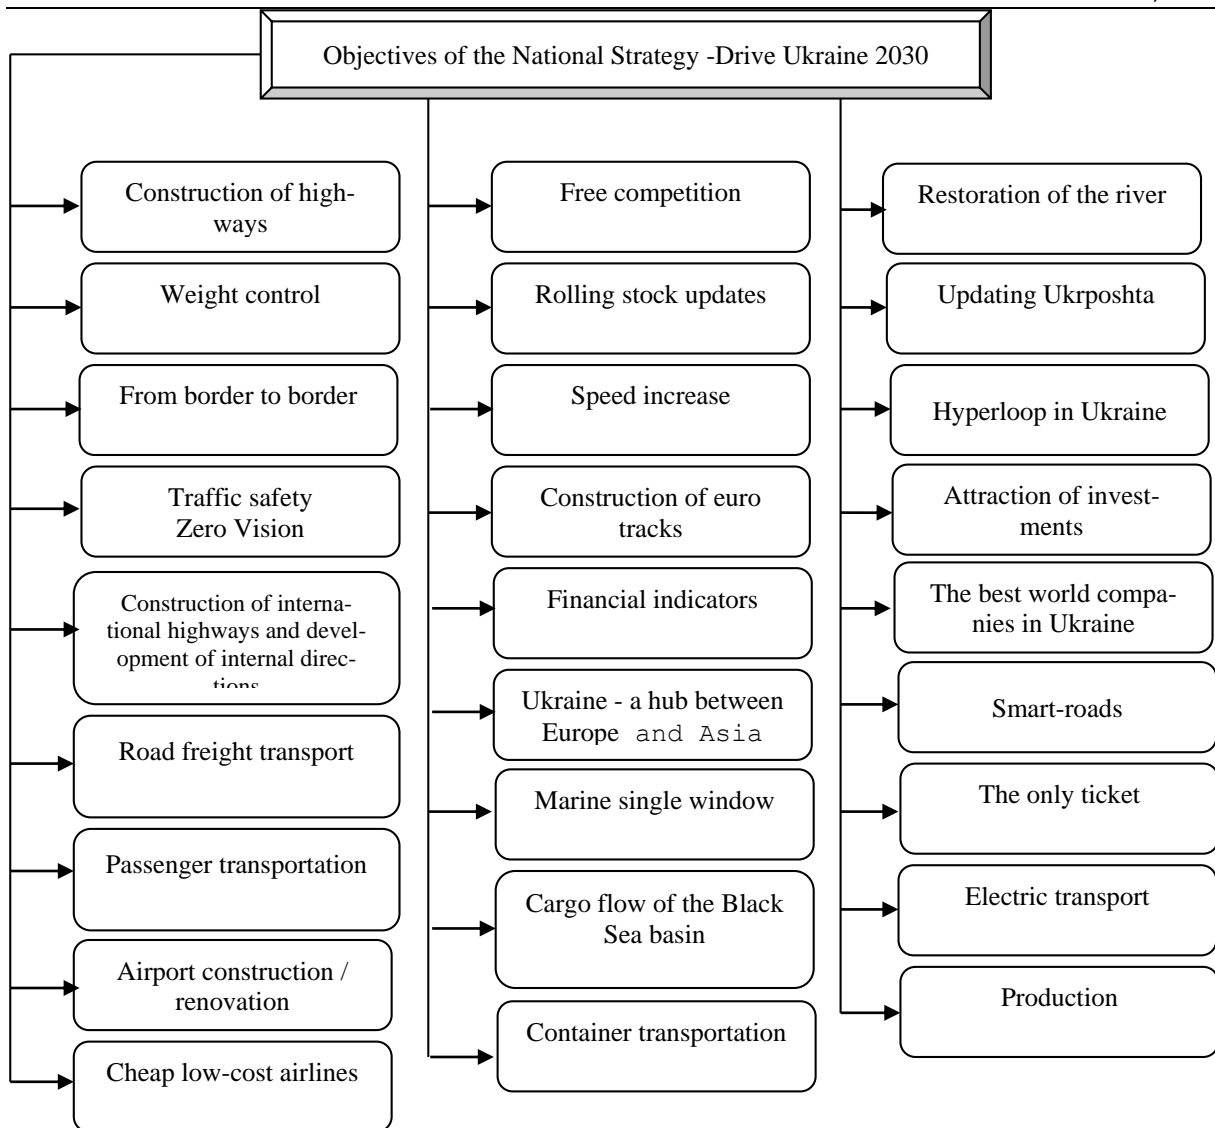 Objectives of the National Strategy -Drive Ukraine 2030
Construction of high-
ways
Weight control
From border to border
Traffic safety
Zero Vision
Construction of interna-
tional highways and devel-
opment of internal direc-
tions
Road freight transport
Passenger transportation
Airport construction /
renovation
Cheap low-cost airlines
Free competition
Rolling stock updates
Speed increase
Construction of euro
tracks
Financial indicators
Ukraine - a hub between
Europe and Asia
Marine single window
Cargo flow of the Black
Sea basin
Container transportation
Restoration of the river
Updating Ukrposhta
Hyperloop in Ukraine
Attraction of invest-
ments
The best world compa-
nies in Ukraine
Smart-roads
The only ticket
Electric transport
Production